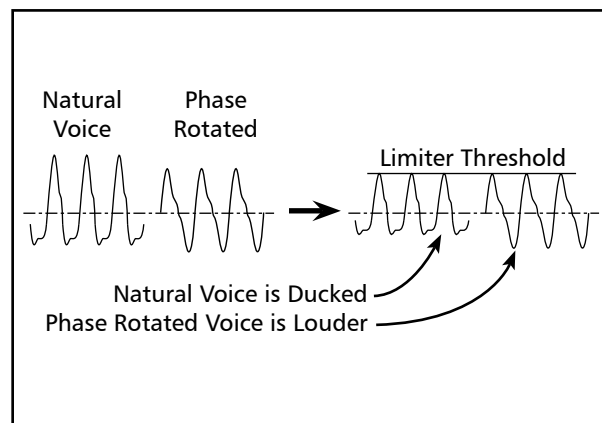 Natural
Voice
Phase
Rotated
Limiter Threshold
Natural Voice is Ducked
Phase Rotated Voice is Louder